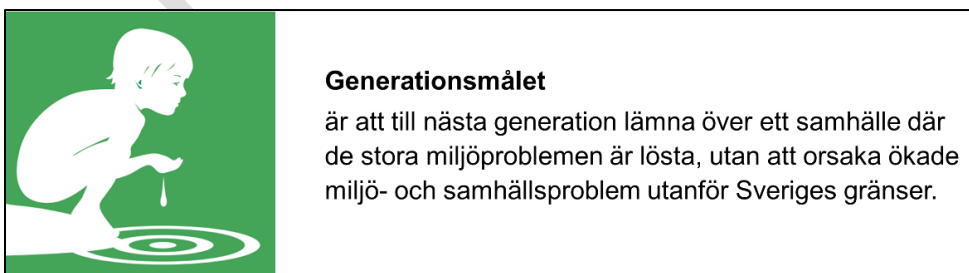 Generationsmålet
är att till nästa generation lämna över ett samhälle där
de stora miljöproblemen är lösta, utan att orsaka ökade
miljö- och samhällsproblem utanför Sveriges gränser.